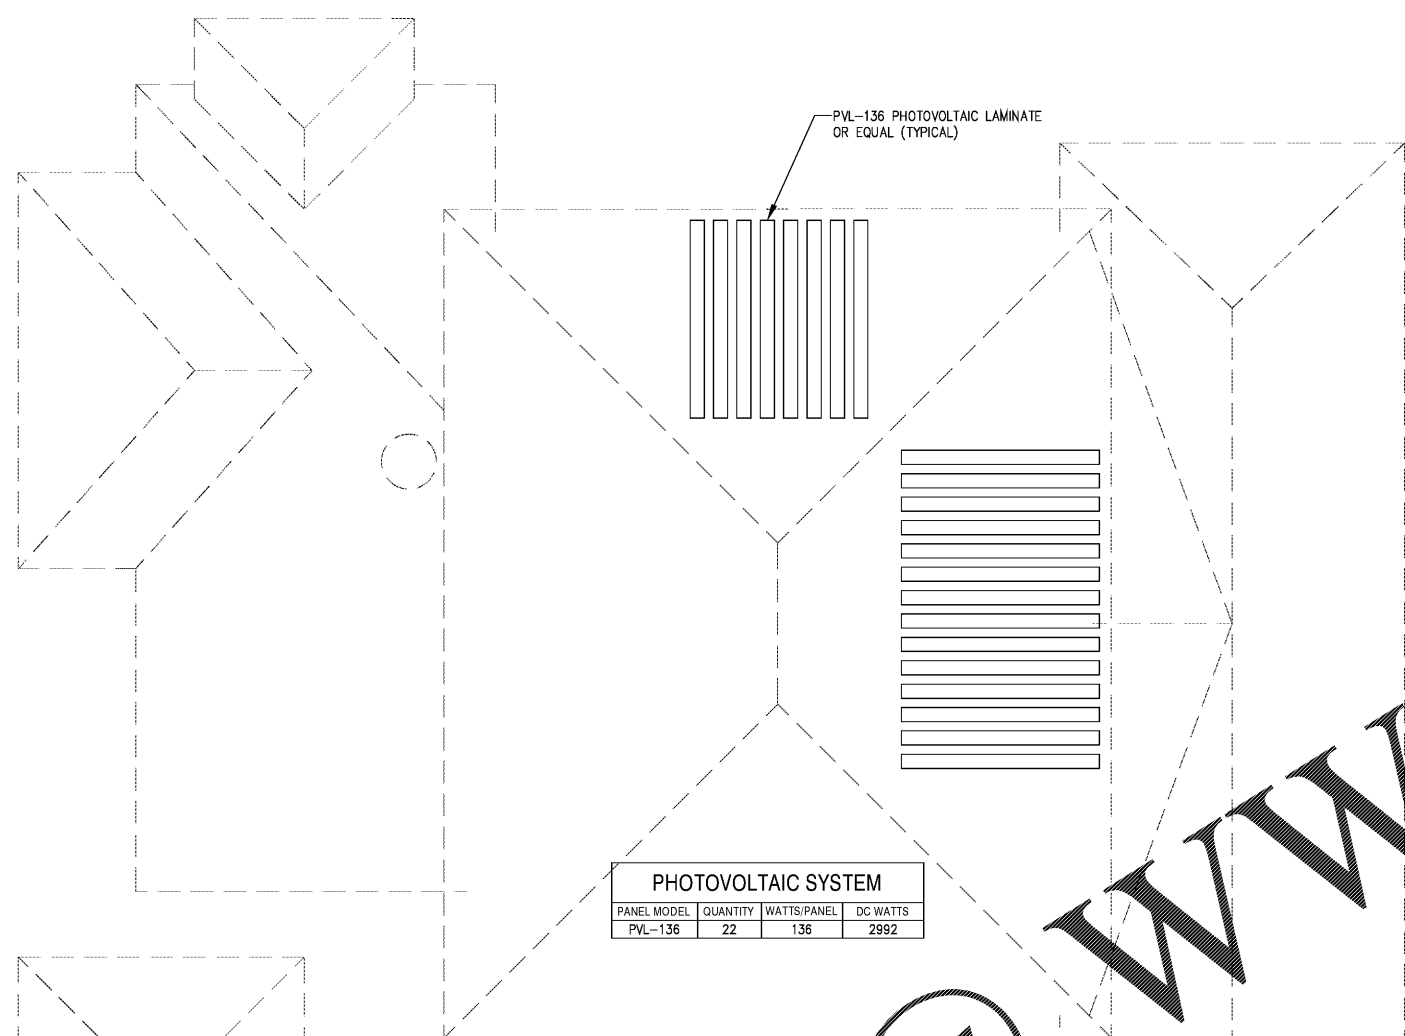 PVL-136 PHOTOVOLTAIC LAMINATE
OR EQUAL (TYPICAL)
PHOTOVOLTAIC SYSTEM
PANEL MODEL QUANTITY WATTS/PANEL DC WATTS
PVL-136 22 136 2992
WW